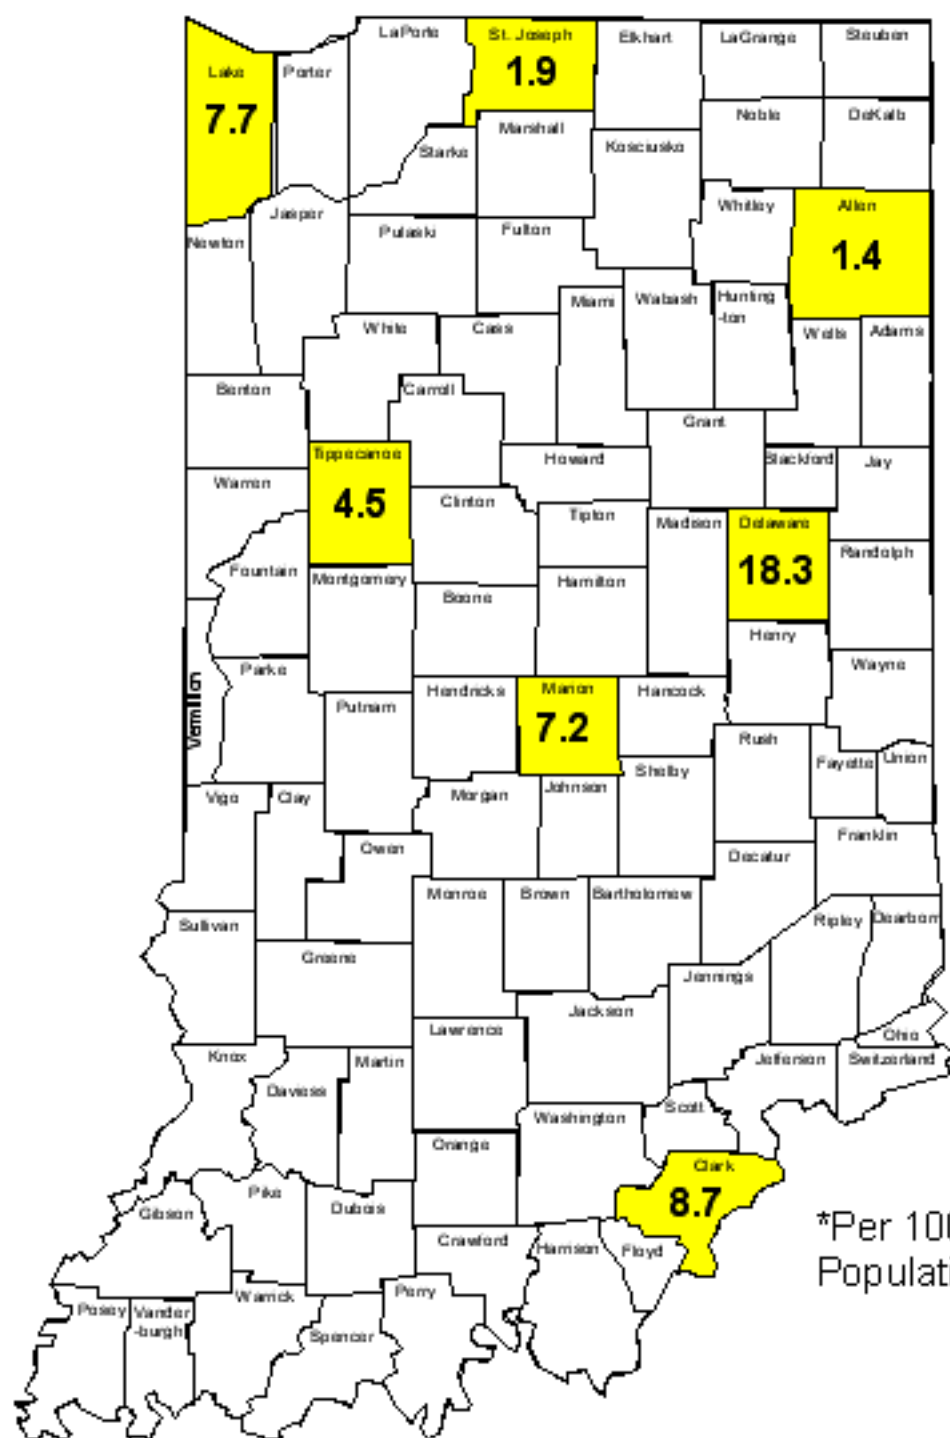 LaPorte
St. Joseph
1.9
Elkhart
LaGrange
Steuben
Lake
7.7
Porter
Marshall
Noble
DeKalb
Starke
Kosciusko
Jasper
Whitley
Allen
1.4
Newton
Pulaski
Fulton
Miami
Wabash
Hunting
-ton
White
Cass
Wells
Adams
Benton
Carroll
Grant
Tippecanoe
4.5
Howard
Blackford
Jay
Warren
Clinton
Tipton
Madison
Delaware
18.3
Randolph
Fountain
Montgomery
Boone
Hamilton
Henry
Wayne
Vermillion
Parke
Putnam
Hendricks
Marion
7.2
Hancock
Rush
Fayette
Union
Shelby
Vigo
Clay
Morgan
Johnson
Franklin
Owen
Decatur
Monroe
Brown
Bartholomew
Ripley
Dearborn
Sullivan
Greene
Jennings
Jackson
Lawrence
Ohio
Knox
Martin
Jefferson
Switzerland
Daviess
Washington
Scott
Orange
Clark
8.7
Pike
Dubois
Gibson
Crawford
Harrison
Floyd
*Per 100
Populati
Warrick
Perry
Posey
Vander
-burgh
Spencer